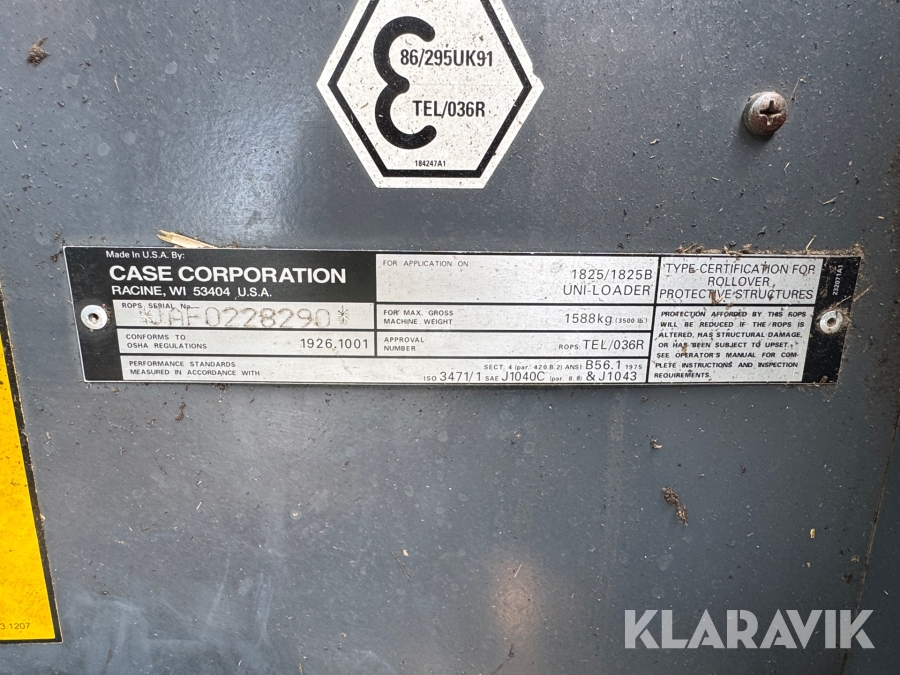 86/295UK91
TEL/036R
184247A1
Made in U.S.A. By:
CASE CORPORATION
RACINE, WI 53404 U.S.A.
ROPS SERIAL No
*JAF0228290*
CONFORMS TO
OSHA REGULATIONS 1926,1001
PERFORMANCE STANDARDS
MEASURED IN ACCORDANCE WITH
SECT. 4 (par. 420.B.2) ANSI B56.1 1975
ISO 3471/1 SAE J1040C (par. 8.8) & J1043
FOR APPLICATION ON
1825/1825B
UNI-LOADER
FOR MAX. GROSS
MACHINE WEIGHT 1588kg (3500 lb.)
APPROVAL
NUMBER ROPS: TEL/036R
TYPE-CERTIFICATION FOR
ROLLOVER
PROTECTIVE STRUCTURES
PROTECTION AFFORDED BY THIS ROPS
WILL BE REDUCED IF THE ROPS IS
ALTERED, HAS STRUCTURAL DAMAGE,
OR HAS BEEN SUBJECT TO UPSET.
SEE OPERATOR'S MANUAL FOR COM-
PLETE INSTRUCTIONS AND INSPECTION
REQUIREMENTS.
232071A1
3 1207
KLARAVIK